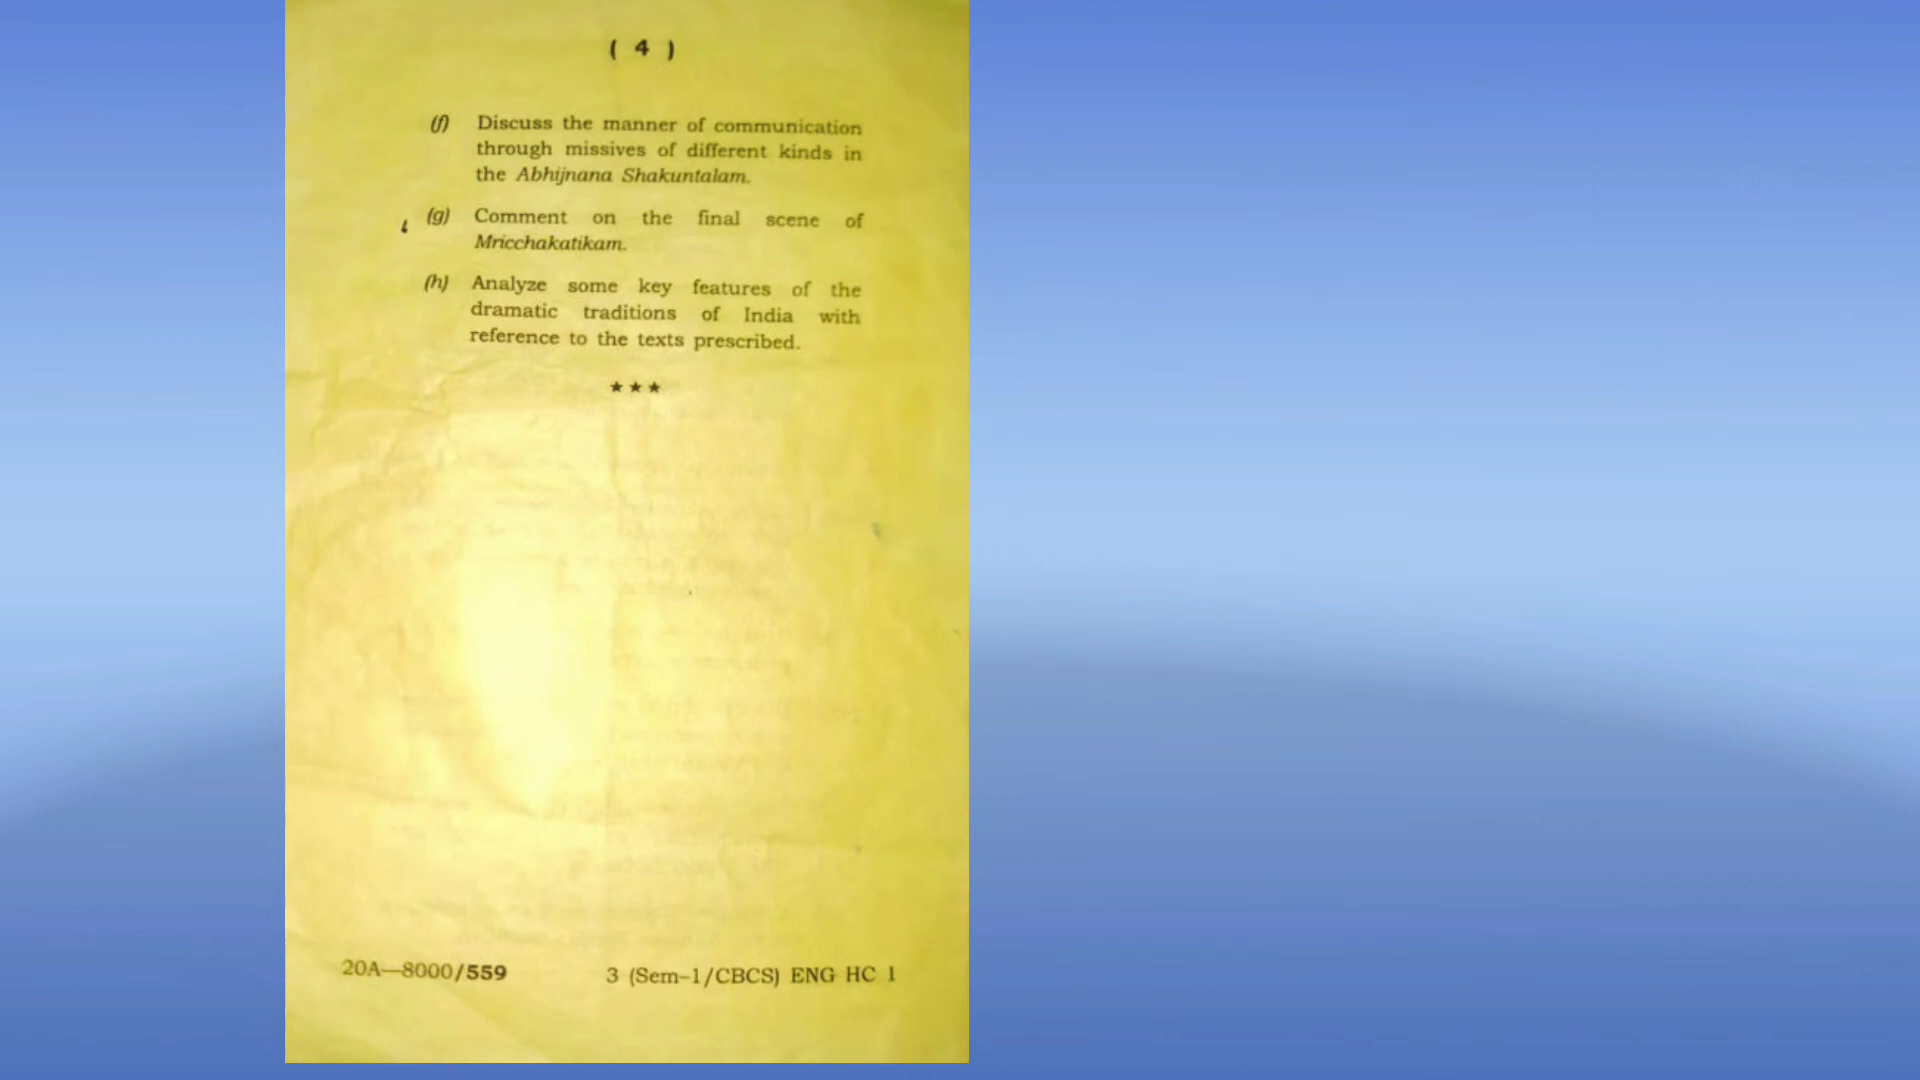 ( 4 )
(f) Discuss the manner of communication
through missives of different kinds in
the Abhijnana Shakuntalam.
(g) Comment on the final scene of
Mricchakatikam.
(h) Analyze some key features of the
dramatic traditions of India with
reference to the texts prescribed.
★★★
20A—8000/559 3 (Sem-1/CBCS) ENG HC 1